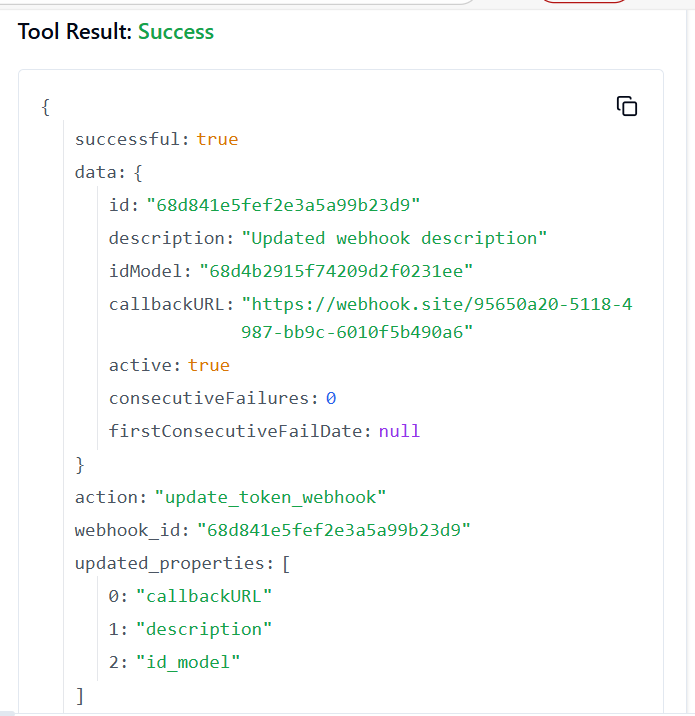 Tool Result: Success
{
successful: true
data: {
id: "68d841e5fef2e3a5a99b23d9"
description: "Updated webhook description"
idModel: "68d4b2915f74209d2f0231ee"
callbackURL: "https://webhook.site/95650a20-5118-4
987-bb9c-6010f5b490a6"
active: true
consecutiveFailures: 0
firstConsecutiveFailDate: null
}
action: "update_token_webhook"
webhook_id: "68d841e5fef2e3a5a99b23d9"
updated_properties: [
0: "callbackURL"
1: "description"
2: "id_model"
]